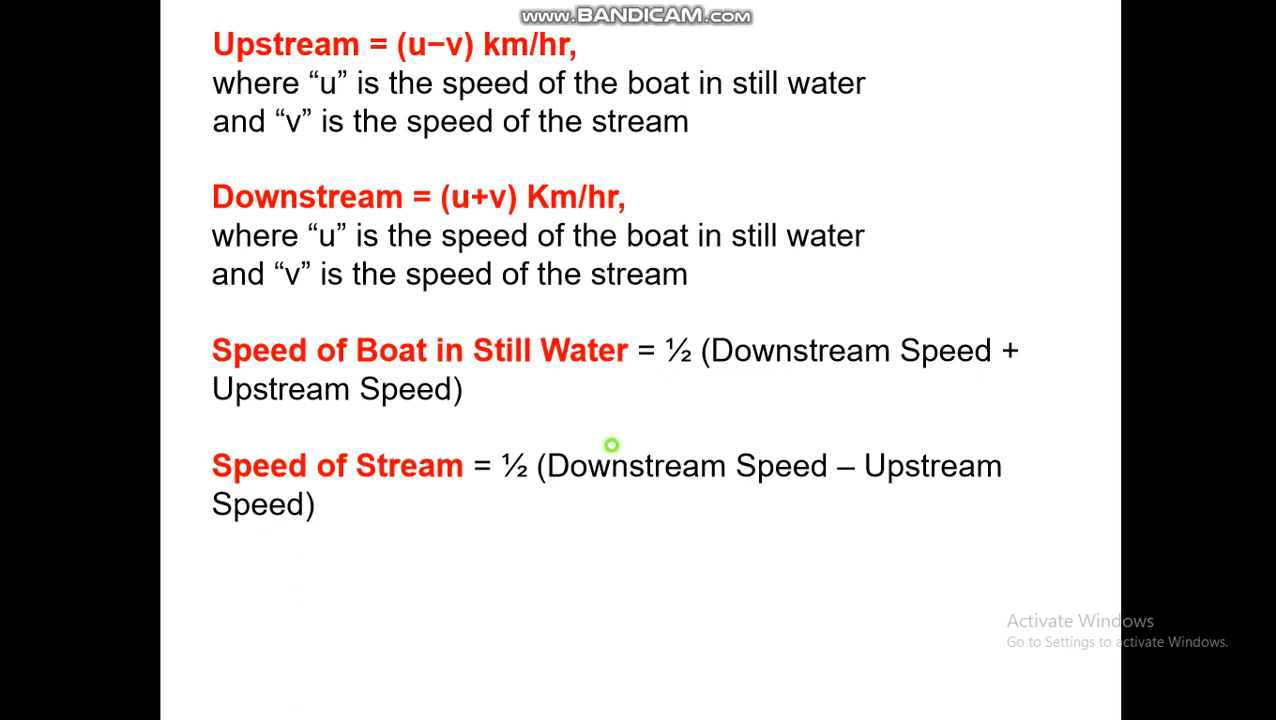 www.BANDICAM.com
Upstream = (u−v) km/hr,
where “u” is the speed of the boat in still water
and “v” is the speed of the stream
Downstream = (u+v) Km/hr,
where “u” is the speed of the boat in still water
and “v” is the speed of the stream
Speed of Boat in Still Water = ½ (Downstream Speed +
Upstream Speed)
Speed of Stream = ½ (Downstream Speed – Upstream
Speed)
Activate Windows
Go to Settings to activate Windows.